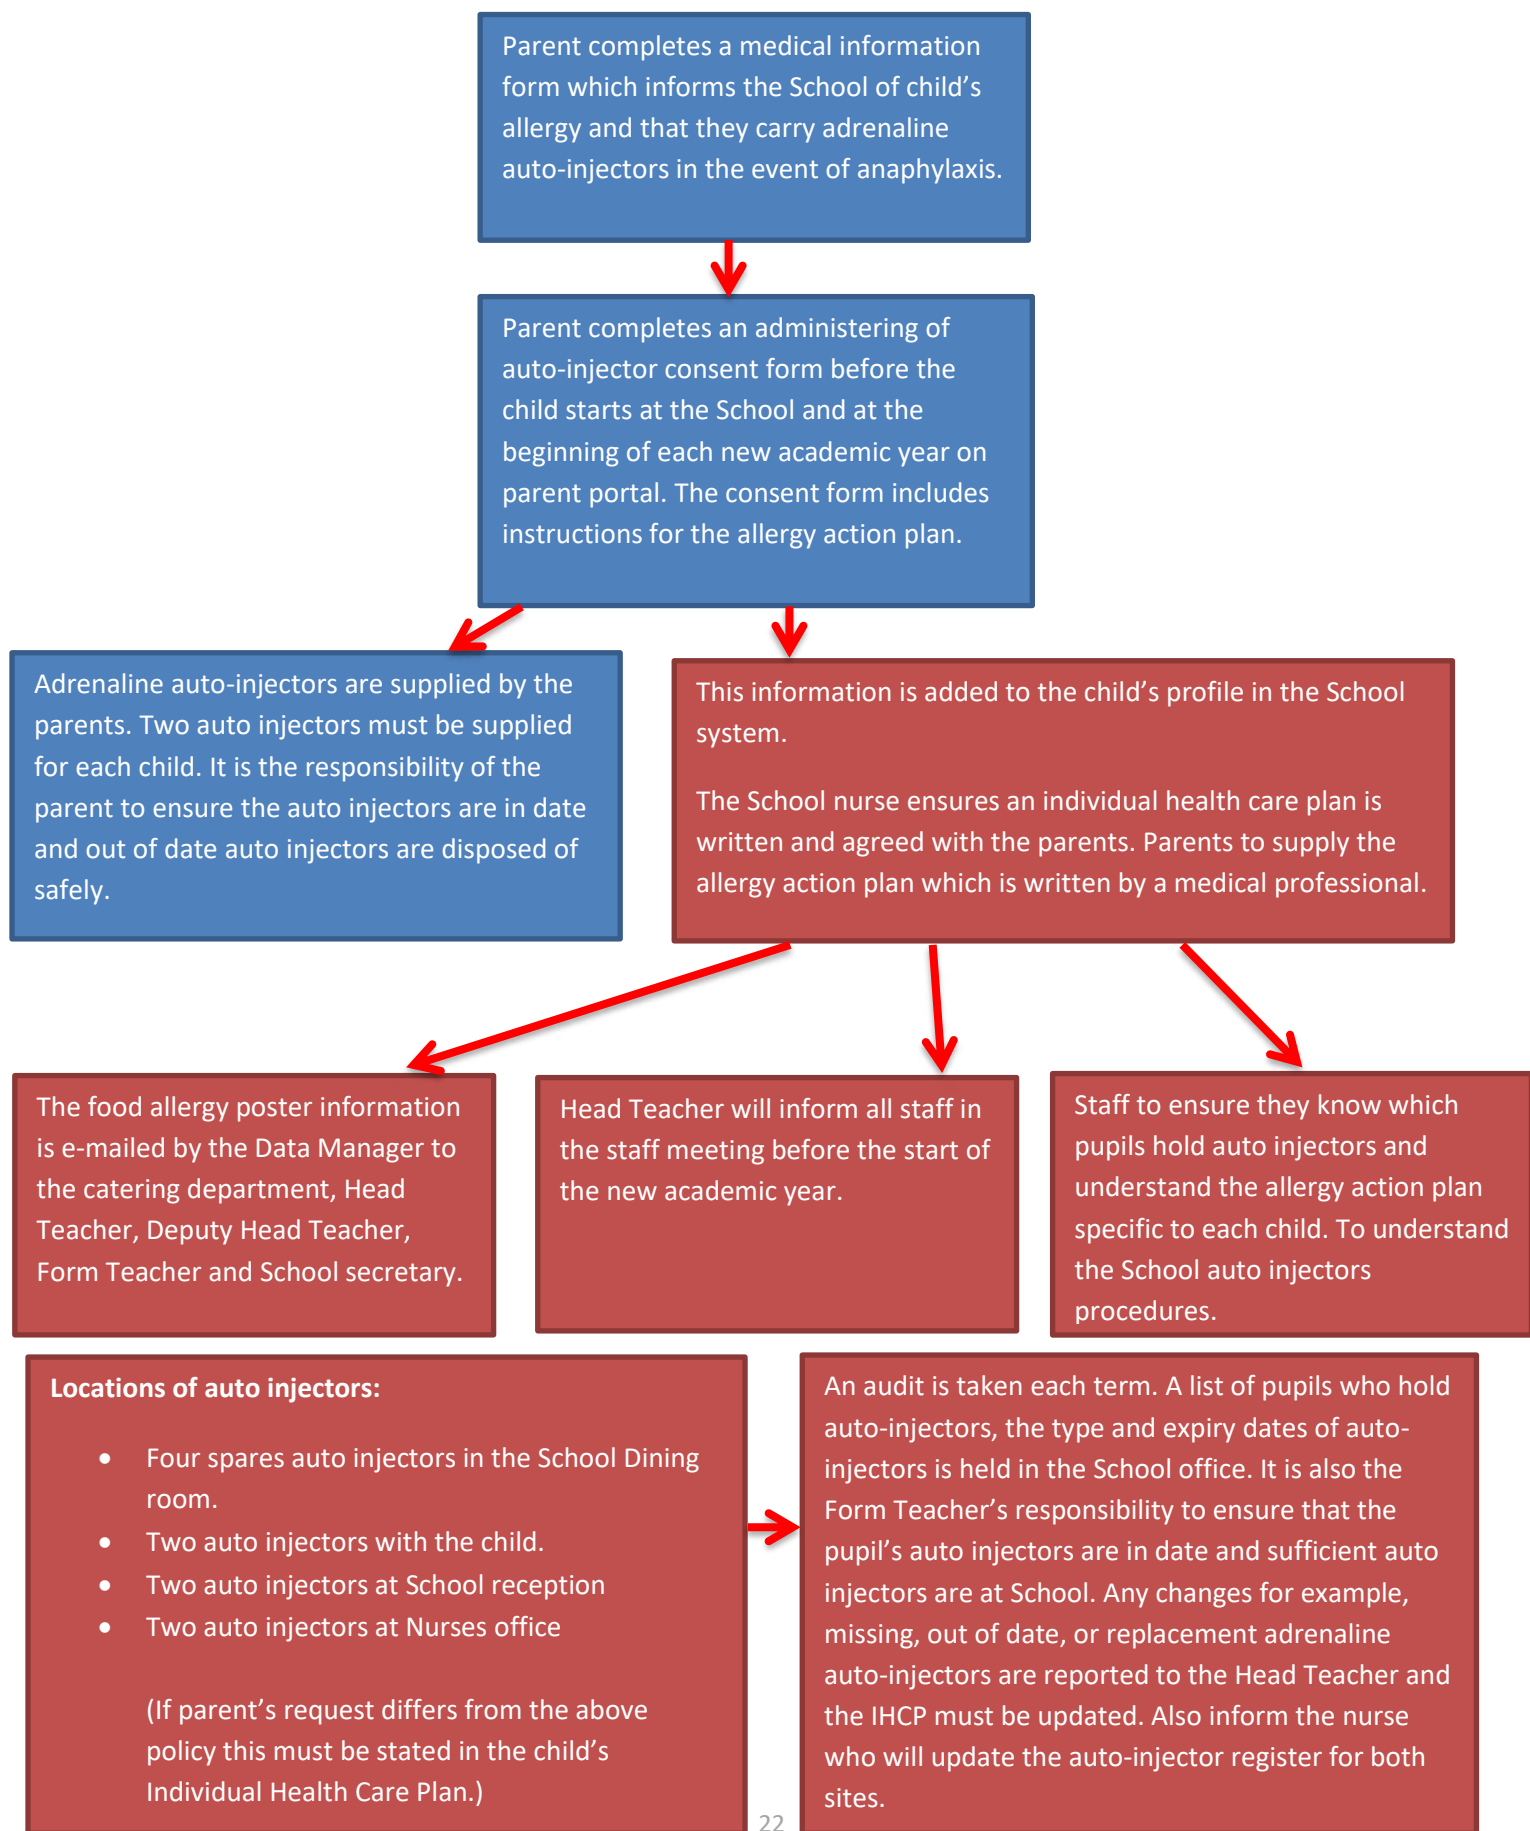 Parent completes a medical information
form which informs the School of child’s
allergy and that they carry adrenaline
auto-injectors in the event of anaphylaxis.
Parent completes an administering of
auto-injector consent form before the
child starts at the School and at the
beginning of each new academic year on
parent portal. The consent form includes
instructions for the allergy action plan.
Adrenaline auto-injectors are supplied by the
parents. Two auto injectors must be supplied
for each child. It is the responsibility of the
parent to ensure the auto injectors are in date
and out of date auto injectors are disposed of
safely.
This information is added to the child’s profile in the School
system.
The School nurse ensures an individual health care plan is
written and agreed with the parents. Parents to supply the
allergy action plan which is written by a medical professional.
The food allergy poster information
is e-mailed by the Data Manager to
the catering department, Head
Teacher, Deputy Head Teacher,
Form Teacher and School secretary.
Head Teacher will inform all staff in
the staff meeting before the start of
the new academic year.
Staff to ensure they know which
pupils hold auto injectors and
understand the allergy action plan
specific to each child. To understand
the School auto injectors
procedures.
Locations of auto injectors:
• Four spares auto injectors in the School Dining
room.
• Two auto injectors with the child.
• Two auto injectors at School reception
• Two auto injectors at Nurses office
(If parent’s request differs from the above
policy this must be stated in the child’s
Individual Health Care Plan.)
An audit is taken each term. A list of pupils who hold
auto-injectors, the type and expiry dates of auto-
injectors is held in the School office. It is also the
Form Teacher’s responsibility to ensure that the
pupil’s auto injectors are in date and sufficient auto
injectors are at School. Any changes for example,
missing, out of date, or replacement adrenaline
auto-injectors are reported to the Head Teacher and
the IHCP must be updated. Also inform the nurse
who will update the auto-injector register for both
sites.
22